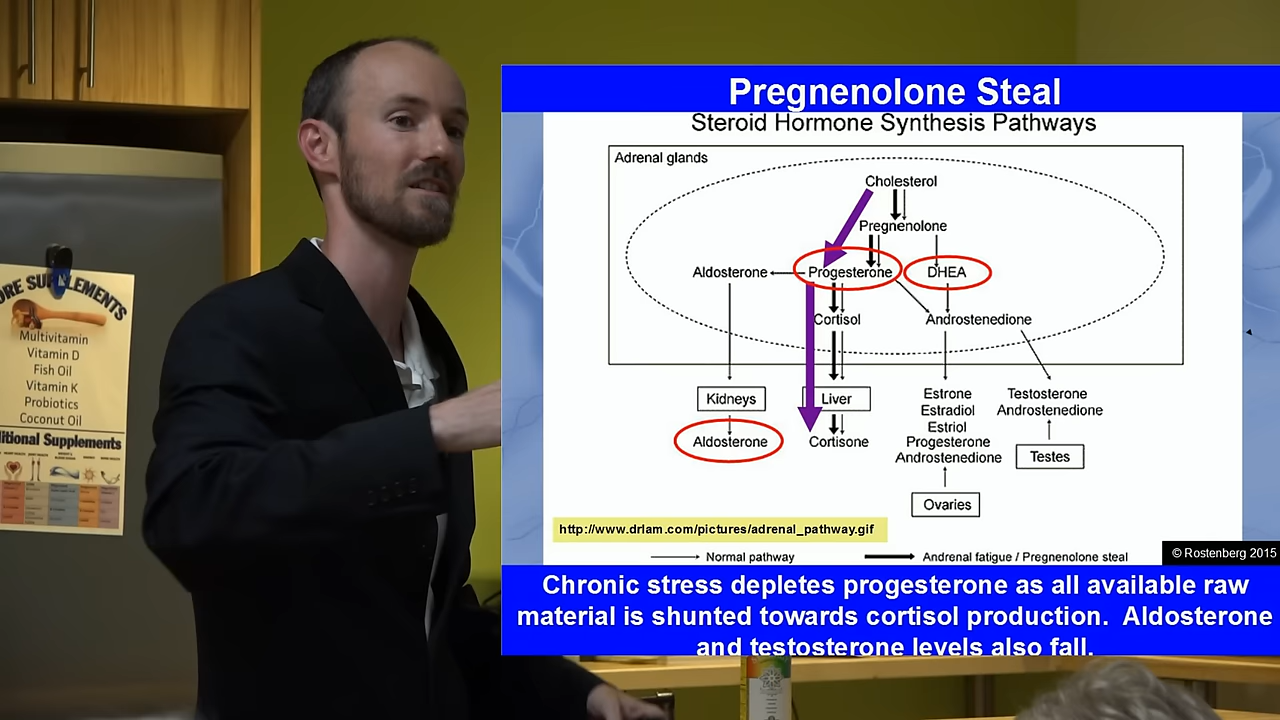 Pregnenolone Steal
Steroid Hormone Synthesis Pathways
Adrenal glands
Cholesterol
Pregnenolone
Aldosterone
Progesterone
DHEA
Cortisol
Androstenedione
Kidneys
Liver
Estrone
Estradiol
Estriol
Progesterone
Androstenedione
Testosterone
Androstenedione
Aldosterone
Cortisone
Testes
Ovaries
http://www.drlam.com/pictures/adrenal_pathway.gif
Normal pathway
Andrenal fatigue / Pregnenolone steal
© Rostenberg 2015
Chronic stress depletes progesterone as all available raw
material is shunted towards cortisol production. Aldosterone
and testosterone levels also fall.
ORE SUPPLEMENTS
Multivitamin
Vitamin D
Fish Oil
Vitamin K
Probiotics
Coconut Oil
itional Supplements